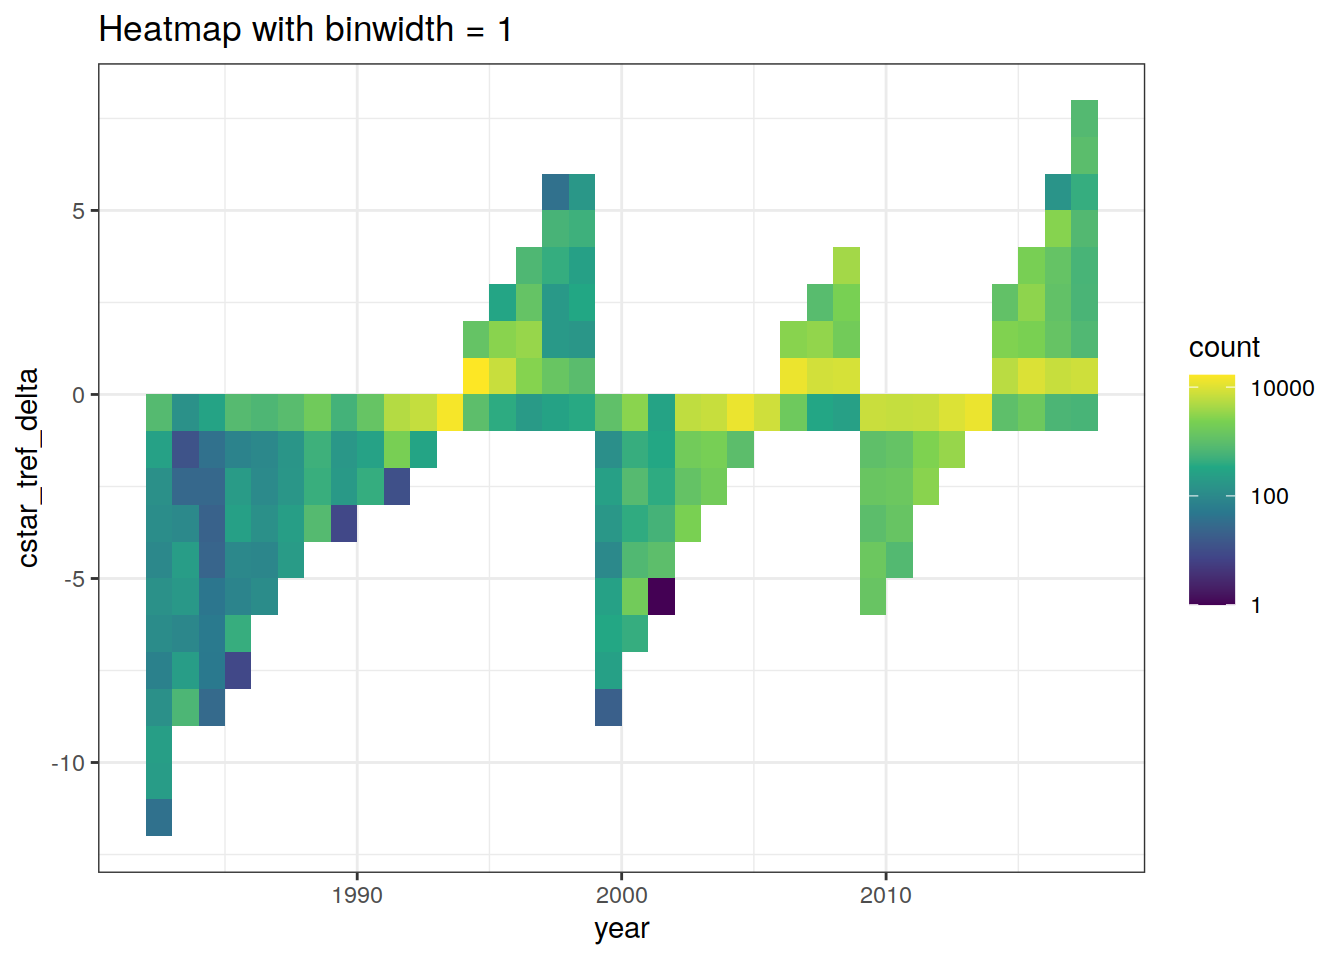 Heatmap with binwidth = 1
cstar_tref_delta
5
0
-5
-10
1990
2000
2010
year
count
10000
100
1